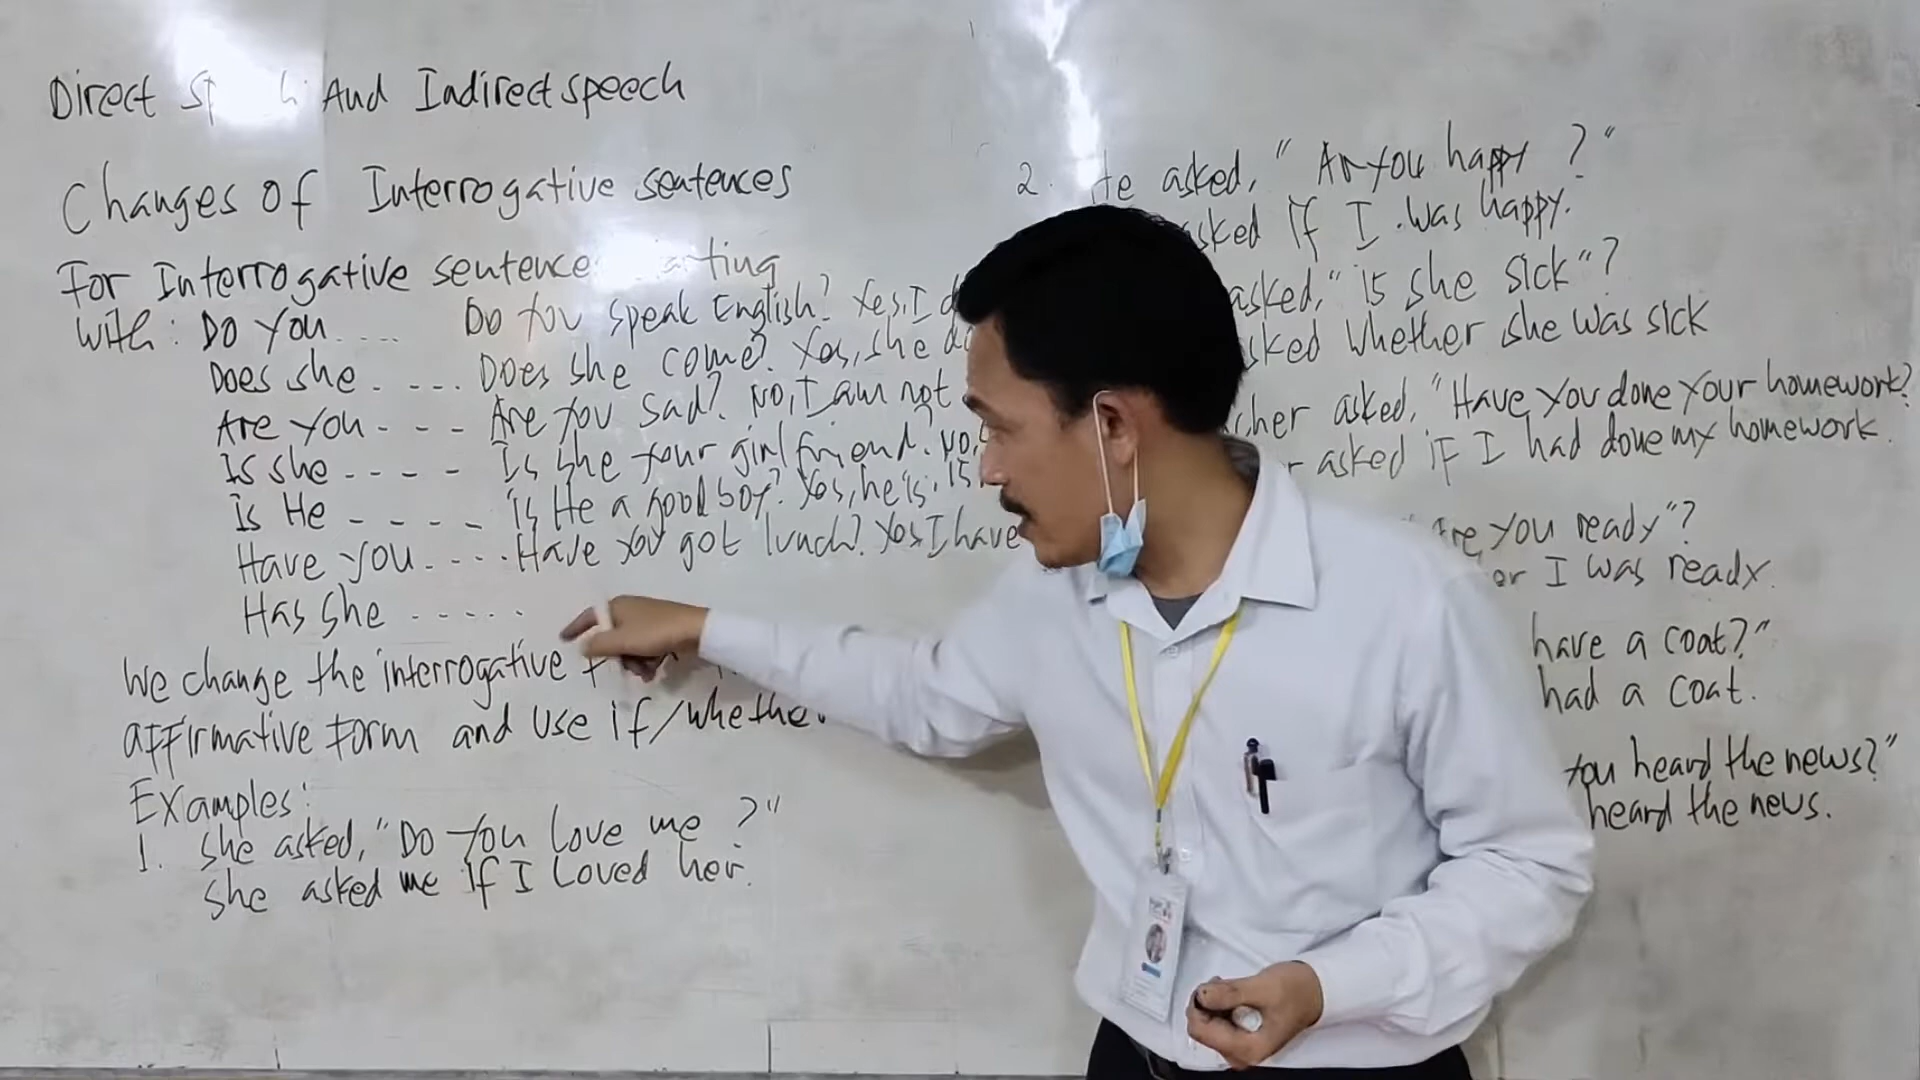 Direct And Indirect speech
Changes of Interrogative sentences
For Interrogative sentence
with: Do you.... Do you speak English? Yes, I
Does she.... Does she come? Yes, she
Are you--- Are you sad? No, I am not
Is she---- Is she your girl friend. No,
is He----- is He a good boy? Yes, he is, is
Have you..... Have you got lunch? Yes I have
Has she.....
We change the interrogative
affirmative form and use if/whether
Examples:
1. She asked, "Do you Love me ?"
She asked me if I Loved her.
2. He asked, "Ar you happy ?"
asked if I was happy.
asked, "is she sick"?
asked whether she was sick
asked, "Have you done your homework?
asked if I had done my homework.
you ready"?
I was ready.
have a coat?"
had a coat.
you heard the news?"
heard the news.